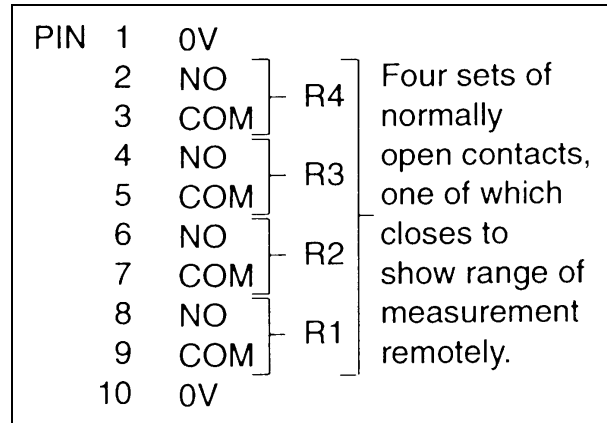 PIN 1 0V
2 NO
3 COM
R4
4 NO
5 COM
R3
6 NO
7 COM
R2
8 NO
9 COM
R1
10 0V
Four sets of
normally
open contacts,
one of which
closes to
show range of
measurement
remotely.